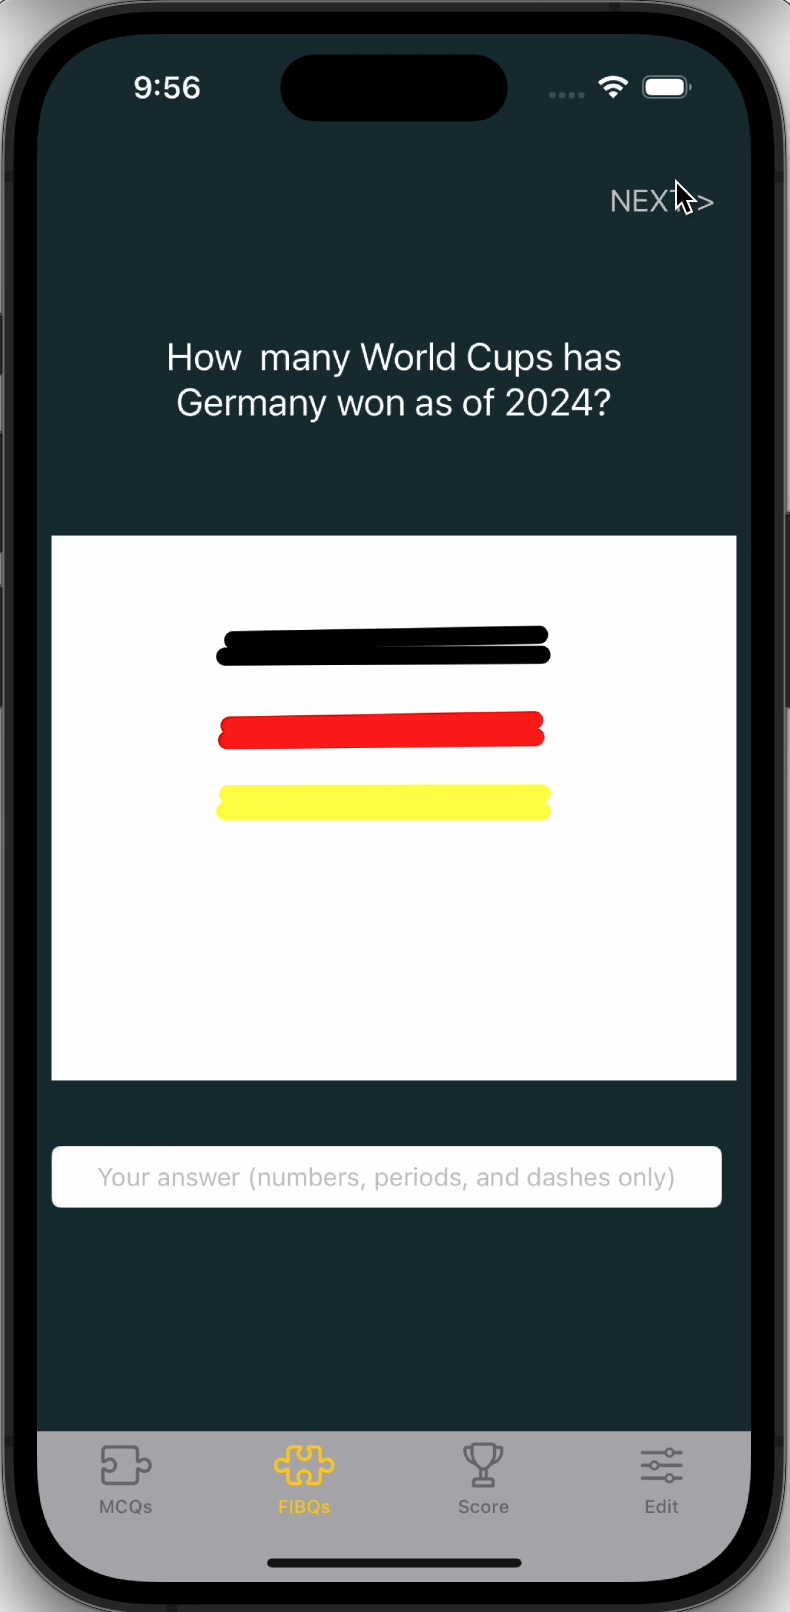 9:56
NEXT >
How  many World Cups has
Germany won as of 2024?
Your answer (numbers, periods, and dashes only)
MCQs
FIBQs
Score
Edit